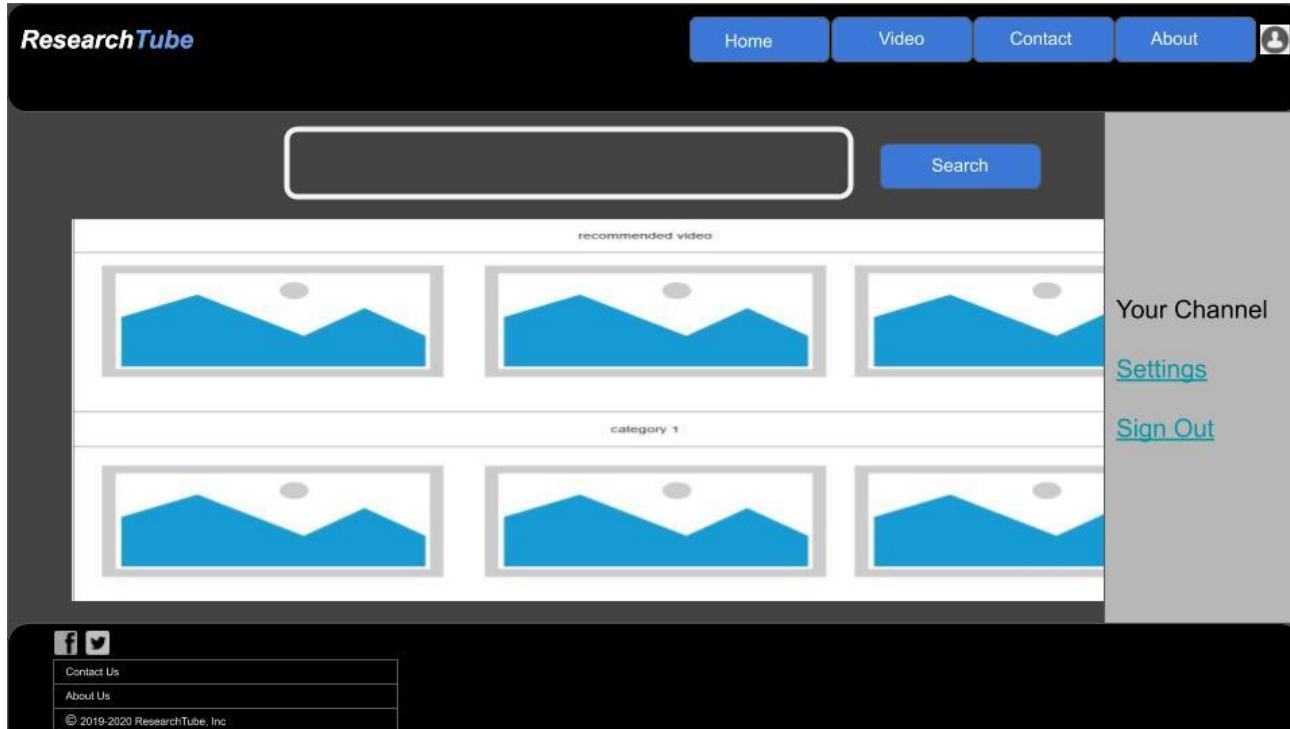 ResearchTube
Home
Video
Contact
About
Search
recommended video
Your Channel
Settings
category 1
Sign Out
f
Contact Us
About Us
© 2019-2020 ResearchTube, Inc